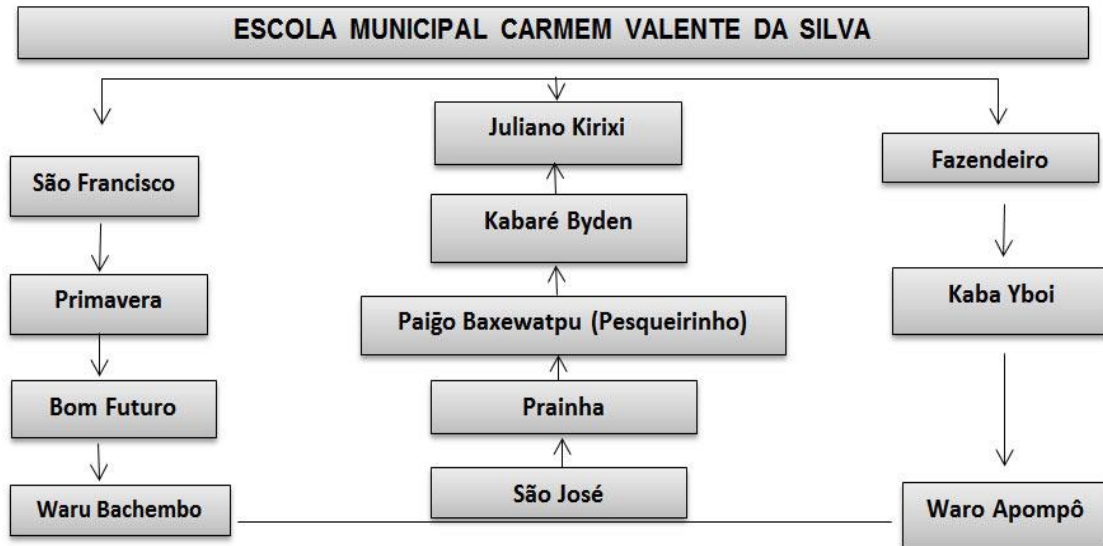 ESCOLA MUNICIPAL CARMEM VALENTE DA SILVA
Juliano Kirixi
Fazendeiro
São Francisco
Kabaré Byden
Primavera
Kaba Yboi
Paig̃o Baxewatpu (Pesqueirinho)
Bom Futuro
Prainha
Waru Bachembo
São José
Waro Apompô